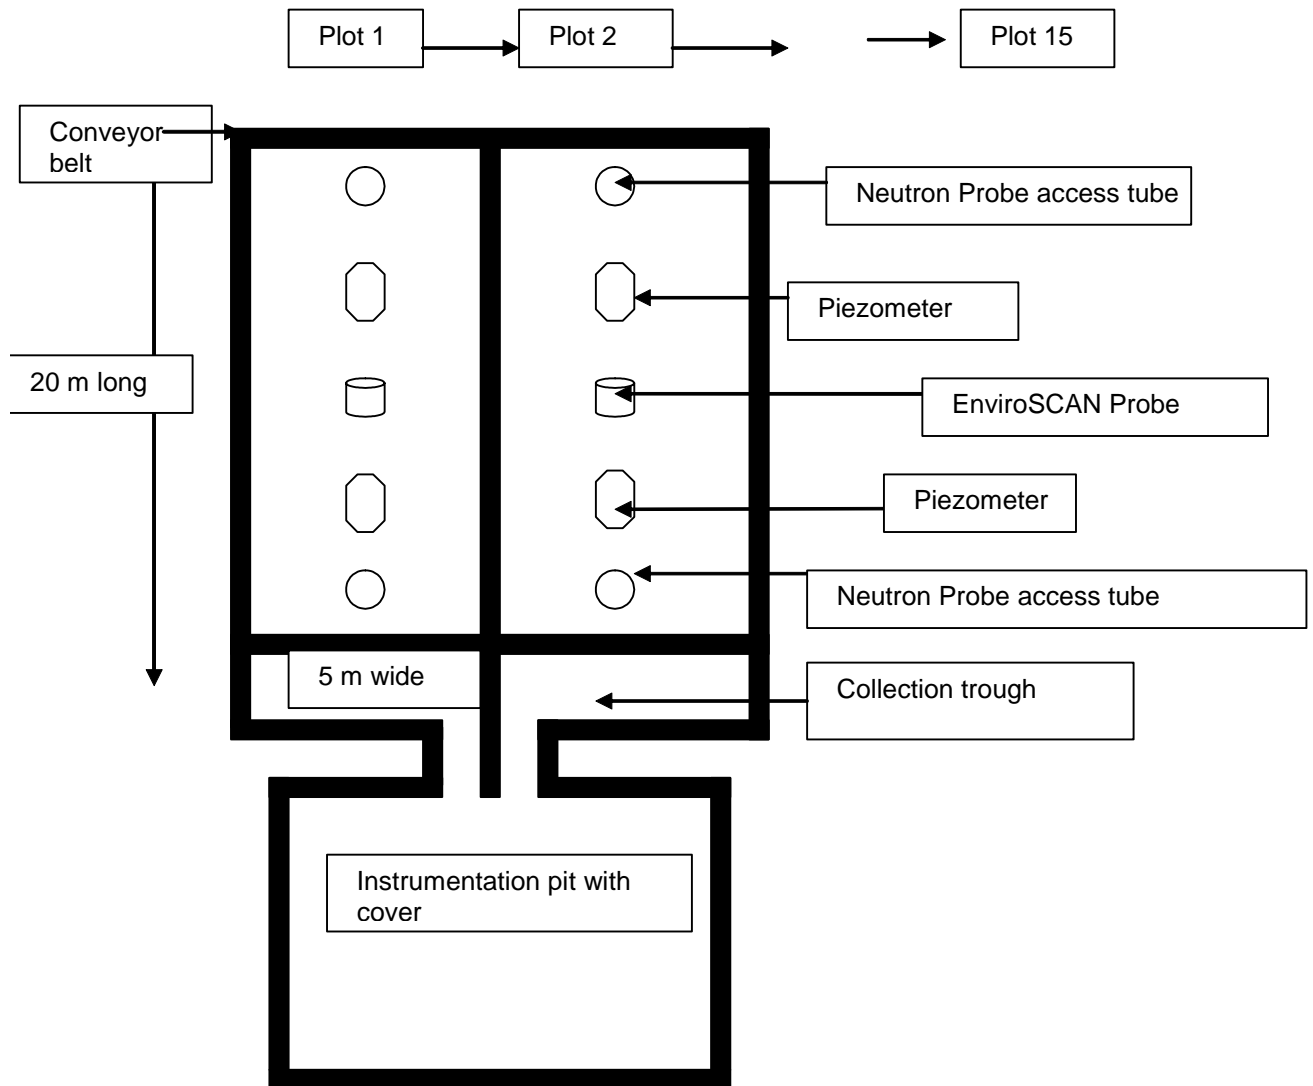 Plot 1
Plot 2
Plot 15
Conveyor
belt
Neutron Probe access tube
Piezometer
20 m long
EnviroSCAN Probe
Piezometer
Neutron Probe access tube
5 m wide
Collection trough
Instrumentation pit with
cover